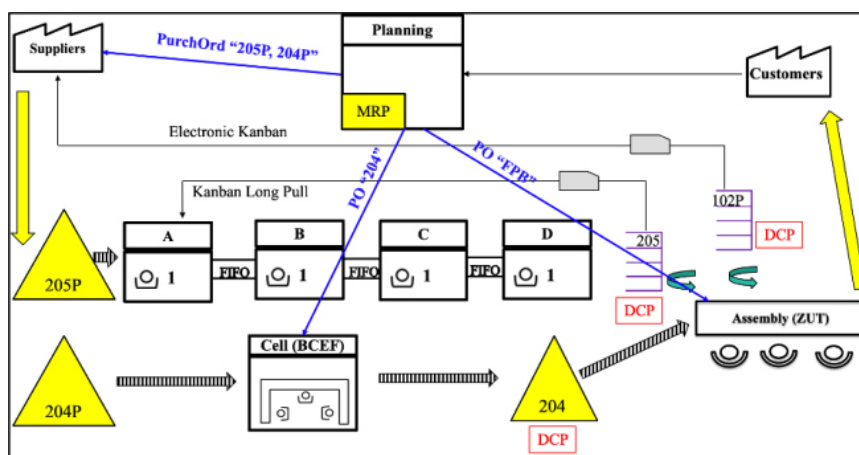 Planning
Suppliers
PurchOrd “205P, 204P”
Customers
MRP
Electronic Kanban
PO “204”
PO “FPB”
Kanban Long Pull
102P
A
B
C
D
205
DCP
1
FIFO
1
FIFO
1
FIFO
1
205P
DCP
Assembly (ZUT)
Cell (BCEF)
204P
204
DCP